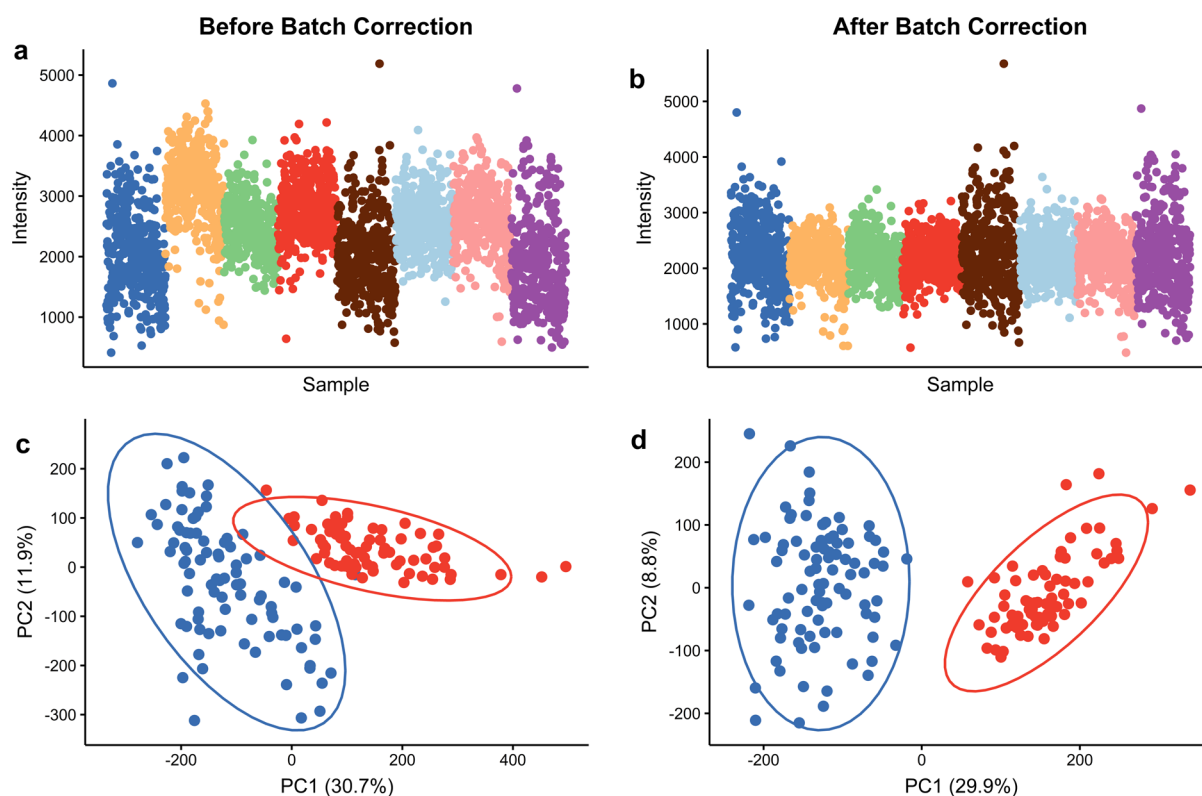 Before Batch Correction
After Batch Correction
a
5000
4000
3000
2000
1000
Intensity
Sample
b
5000
4000
3000
2000
1000
Intensity
Sample
c
200
100
0
-100
-200
-300
PC2 (11.9%)
-200 0 200 400
PC1 (30.7%)
d
200
100
0
-100
-200
PC2 (8.8%)
-200 0 200
PC1 (29.9%)